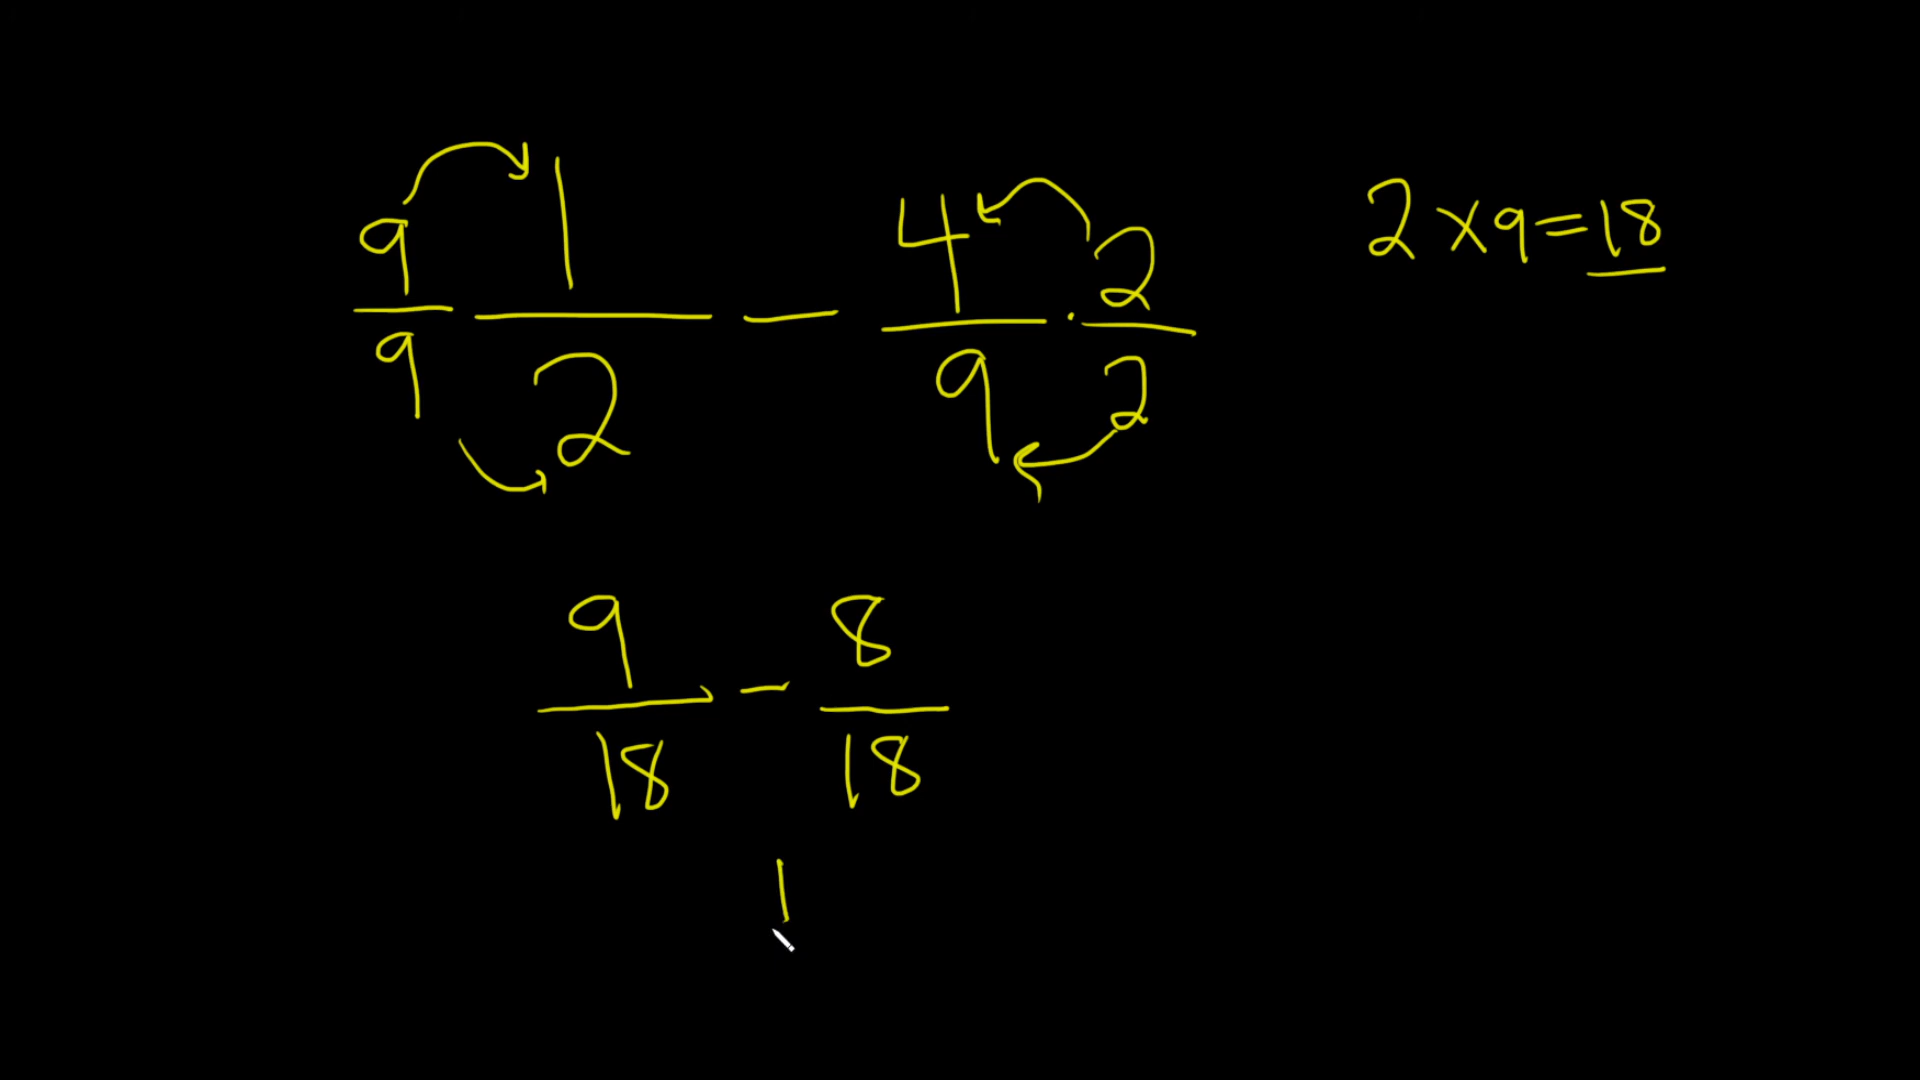 9/9 1/2 − 4/9 · 2/2
2 × 9 = 18
9/18 − 8/18
1